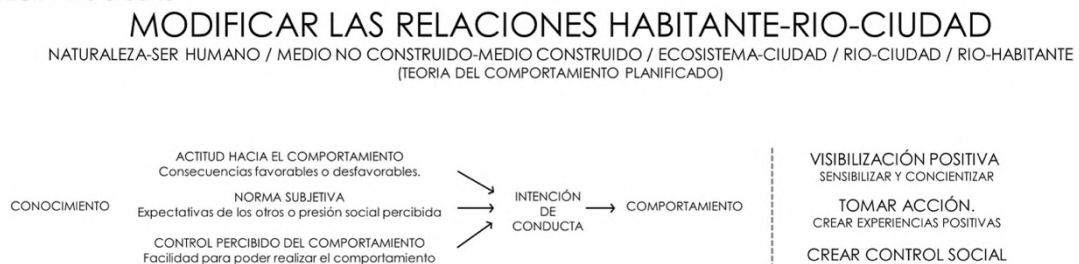 MODIFICAR LAS RELACIONES HABITANTE-RIO-CIUDAD
NATURALEZA-SER HUMANO / MEDIO NO CONSTRUIDO-MEDIO CONSTRUIDO / ECOSISTEMA-CIUDAD / RIO-CIUDAD / RIO-HABITANTE
(TEORIA DEL COMPORTAMIENTO PLANIFICADO)
CONOCIMIENTO
ACTITUD HACIA EL COMPORTAMIENTO
Consecuencias favorables o desfavorables.
NORMA SUBJETIVA
Expectativas de los otros o presión social percibida
CONTROL PERCIBIDO DEL COMPORTAMIENTO
Facilidad para poder realizar el comportamiento
INTENCIÓN
DE
CONDUCTA
COMPORTAMIENTO
VISIBILIZACIÓN POSITIVA
SENSIBILIZAR Y CONCIENTIZAR
TOMAR ACCIÓN.
CREAR EXPERIENCIAS POSITIVAS
CREAR CONTROL SOCIAL